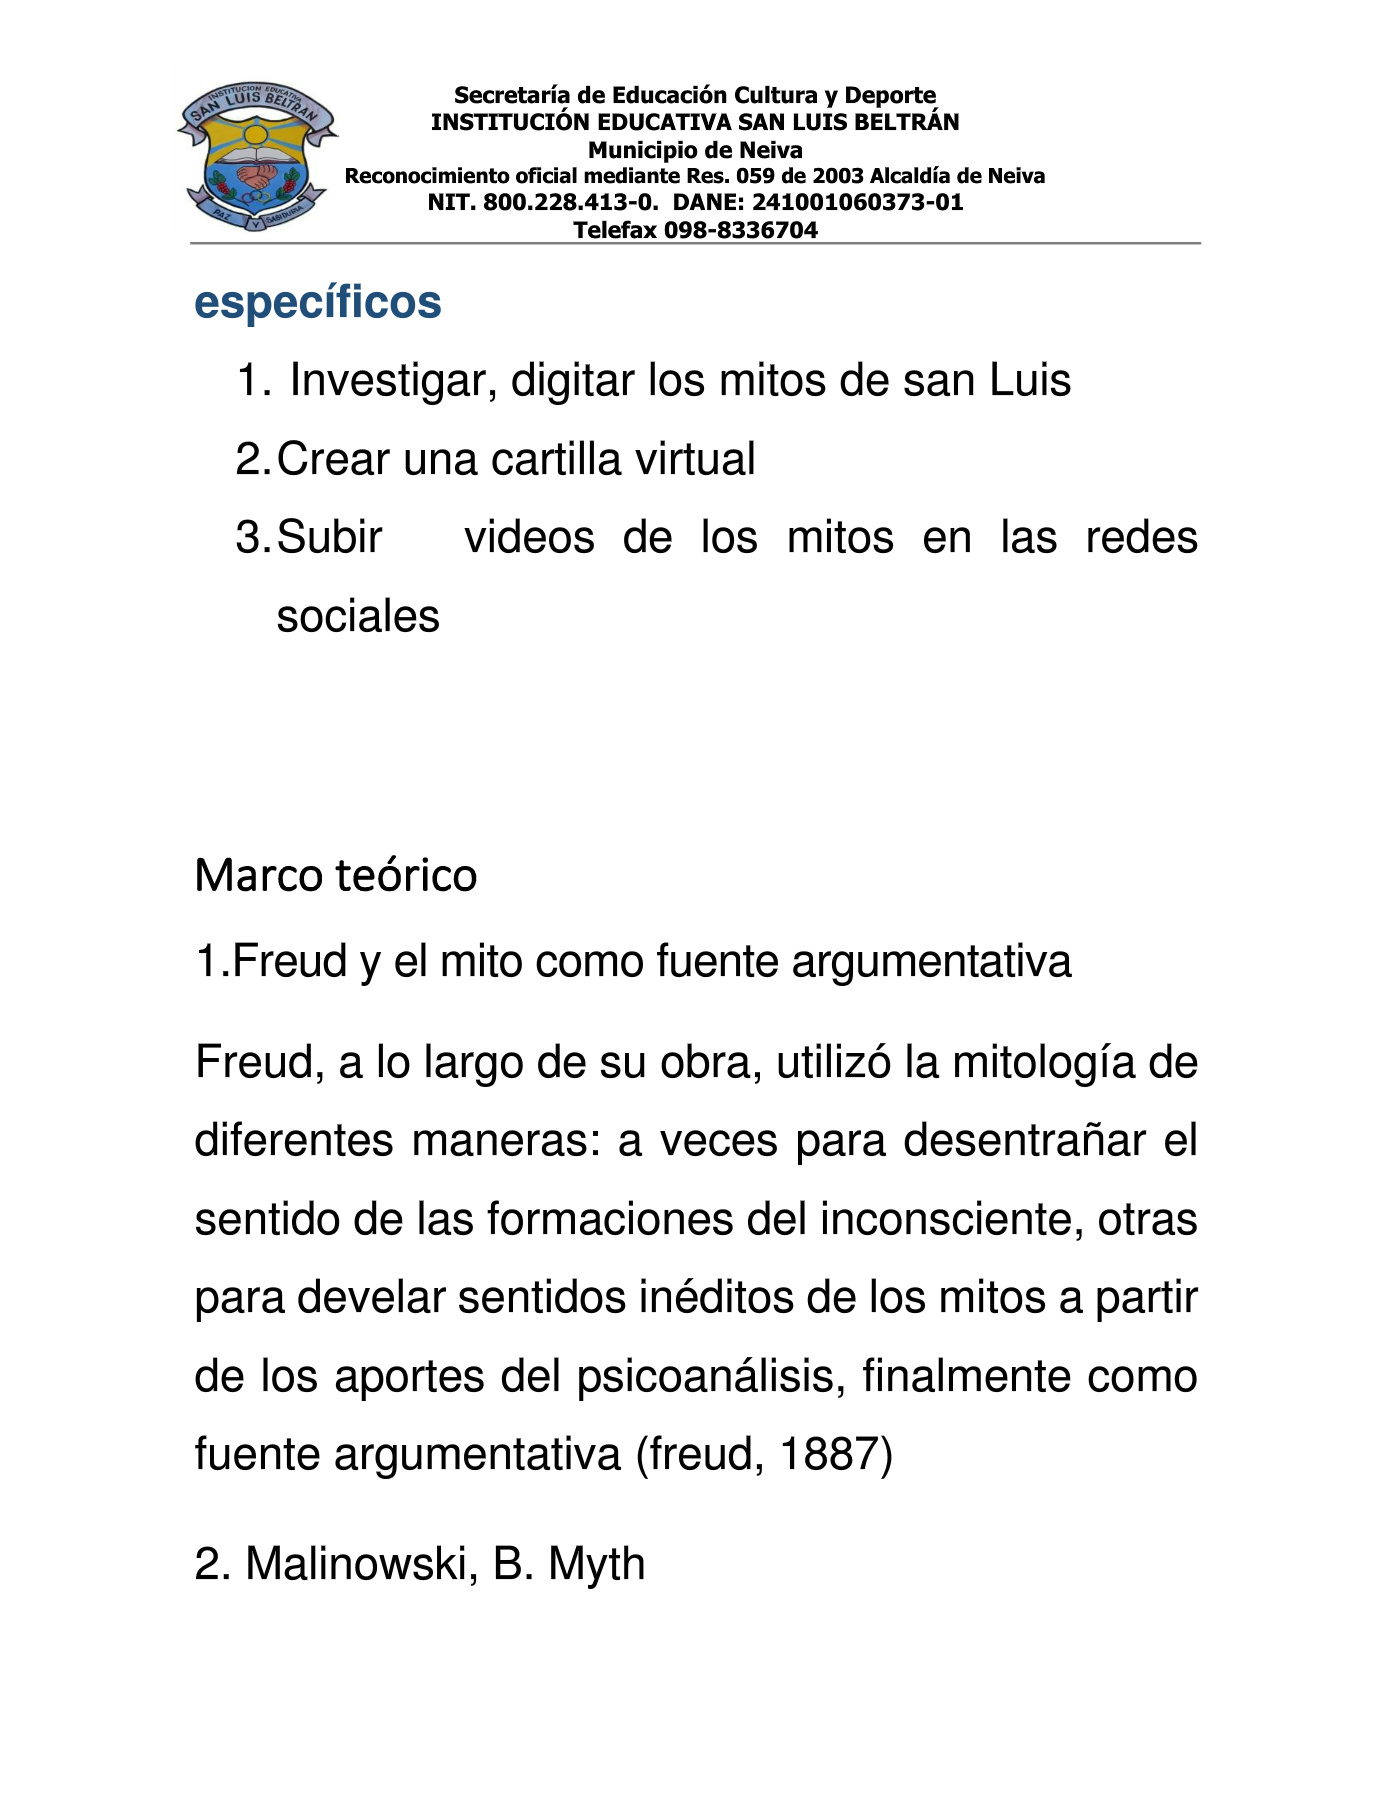 INSTITUCION EDUCATIVA
SAN LUIS BELTRAN
PAZ Y SABIDURIA
Secretaría de Educación Cultura y Deporte
INSTITUCIÓN EDUCATIVA SAN LUIS BELTRÁN
Municipio de Neiva
Reconocimiento oficial mediante Res. 059 de 2003 Alcaldía de Neiva
NIT. 800.228.413-0.  DANE: 241001060373-01
Telefax 098-8336704
específicos
1. Investigar, digitar los mitos de san Luis
2.Crear una cartilla virtual
3.Subir videos de los mitos en las redes
sociales
Marco teórico
1.Freud y el mito como fuente argumentativa
Freud, a lo largo de su obra, utilizó la mitología de
diferentes maneras: a veces para desentrañar el
sentido de las formaciones del inconsciente, otras
para develar sentidos inéditos de los mitos a partir
de los aportes del psicoanálisis, finalmente como
fuente argumentativa (freud, 1887)
2. Malinowski, B. Myth